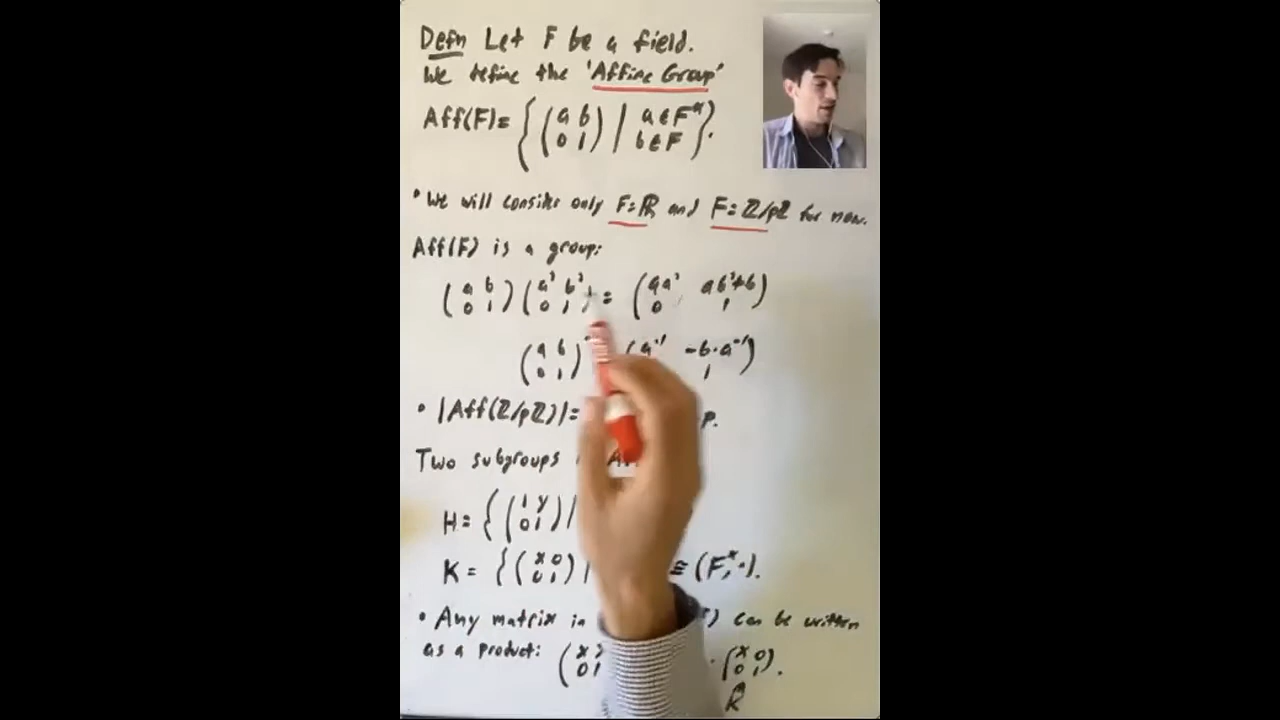 Defn Let F be a field.
We define the 'Affine Group'
Aff(F) = { ( a b ; 0 1 ) | a ∈ F^× , b ∈ F }.
• We will consider only F=ℝ and F=ℤ/pℤ for now.
Aff(F) is a group:
( a b ; 0 1 ) ( a' b' ; 0 1 ) = ( aa' ab'+b ; 0 1 )
( a b ; 0 1 ) ( a⁻¹ -b·a⁻¹ ; 1 )
• |Aff(ℤ/pℤ)| = p.
Two subgroups
H = { ( 1 y ; 0 1 ) |
K = { ( x 0 ; 0 1 ) | ≅ (F^×, ·).
• Any matrix in can be written
as a product: ( x ; 0 1 · ( x 0 ; 0 1 ).